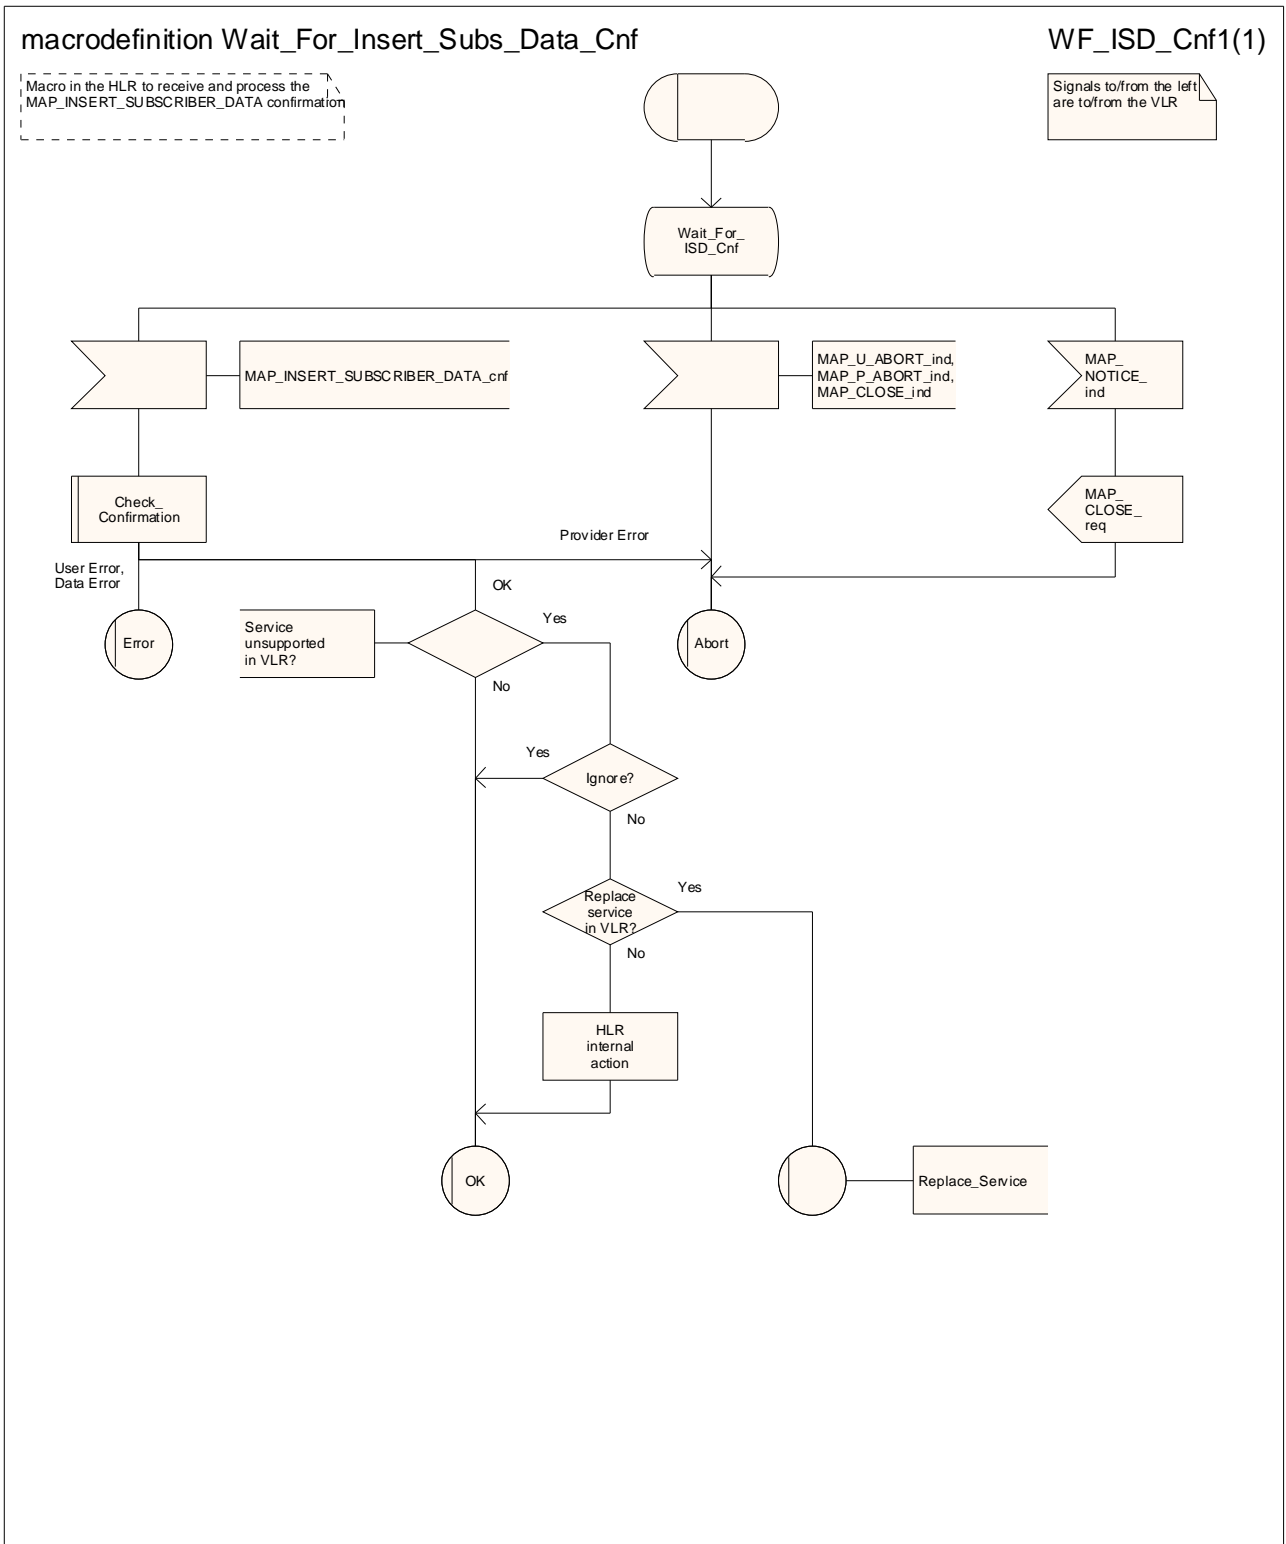 macrodefinition Wait_For_Insert_Subs_Data_Cnf
WF_ISD_Cnf1(1)
Macro in the HLR to receive and process the
MAP_INSERT_SUBSCRIBER_DATA confirmation
Signals to/from the left
are to/from the VLR
Wait_For_
ISD_Cnf
MAP_INSERT_SUBSCRIBER_DATA_cnf
MAP_U_ABORT_ind,
MAP_P_ABORT_ind,
MAP_CLOSE_ind
MAP_
NOTICE_
ind
Check_
Confirmation
MAP_
CLOSE_
req
Provider Error
User Error,
Data Error
OK
Error
Service
unsupported
in VLR?
Yes
No
Abort
Yes
Ignore?
No
Replace
service
in VLR?
Yes
No
HLR
internal
action
OK
Replace_Service